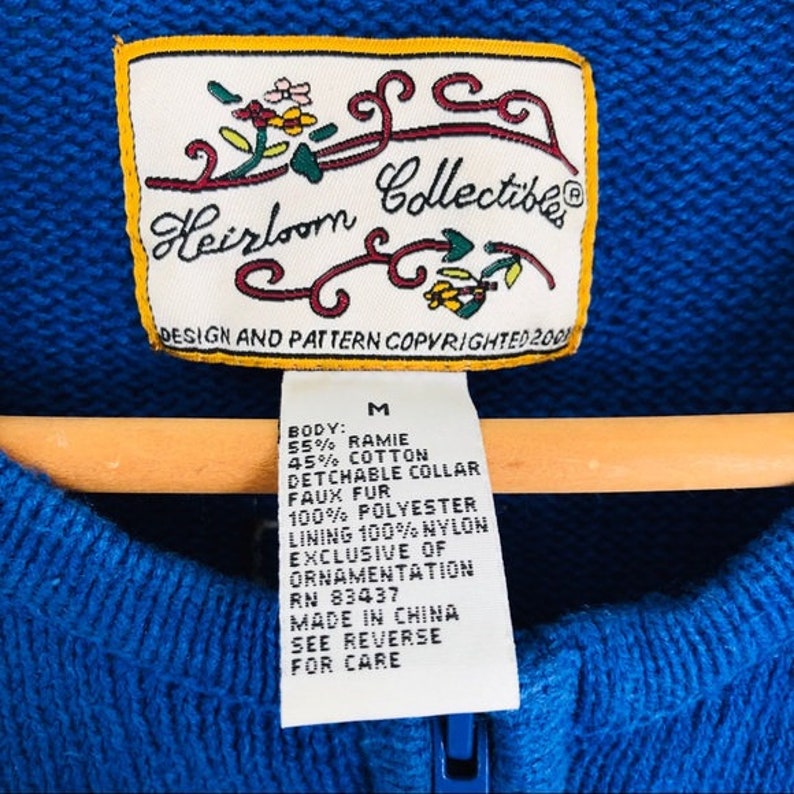 Heirloom Collectibles®
DESIGN AND PATTERN COPYRIGHTED
M
BODY:
55% RAMIE
45% COTTON
DETCHABLE COLLAR
FAUX FUR
100% POLYESTER
LINING 100% NYLON
EXCLUSIVE OF
ORNAMENTATION
RN 83437
MADE IN CHINA
SEE REVERSE
FOR CARE